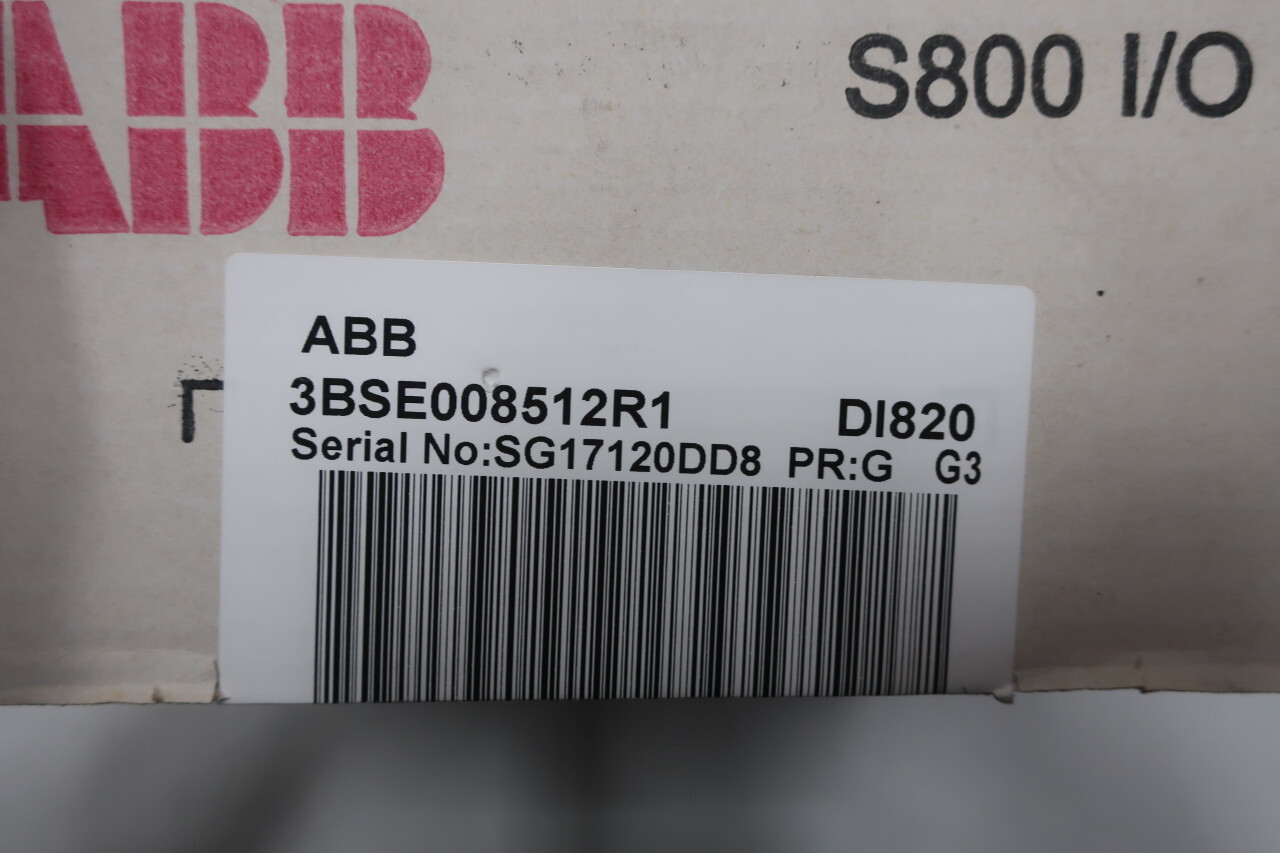 ABB
S800 I/O
ABB
3BSE008512R1 DI820
Serial No:SG17120DD8 PR:G G3